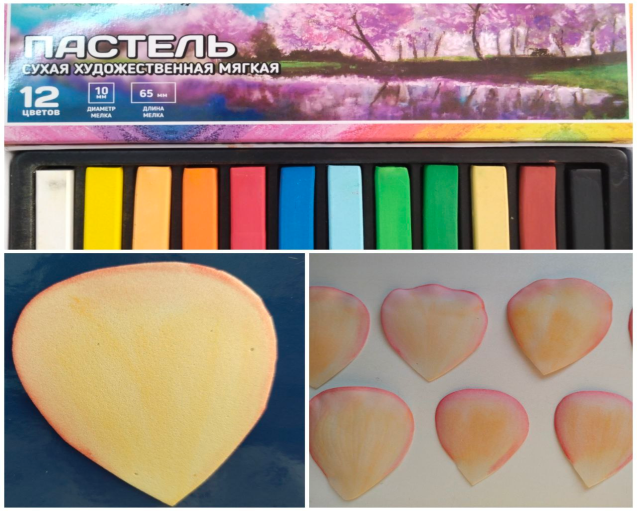 ПАСТЕЛЬ
СУХАЯ ХУДОЖЕСТВЕННАЯ МЯГКАЯ
12
цветов
10
мм
ДИАМЕТР
МЕЛКА
65 мм
ДЛИНА
МЕЛКА